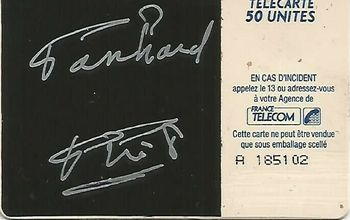 TELECARTE
50 UNITES
Panhard
EN CAS D'INCIDENT
appelez le 13 ou adressez-vous
à votre Agence de
FRANCE
TELECOM
Cette carte ne peut être vendue
que sous emballage scellé
A 185102